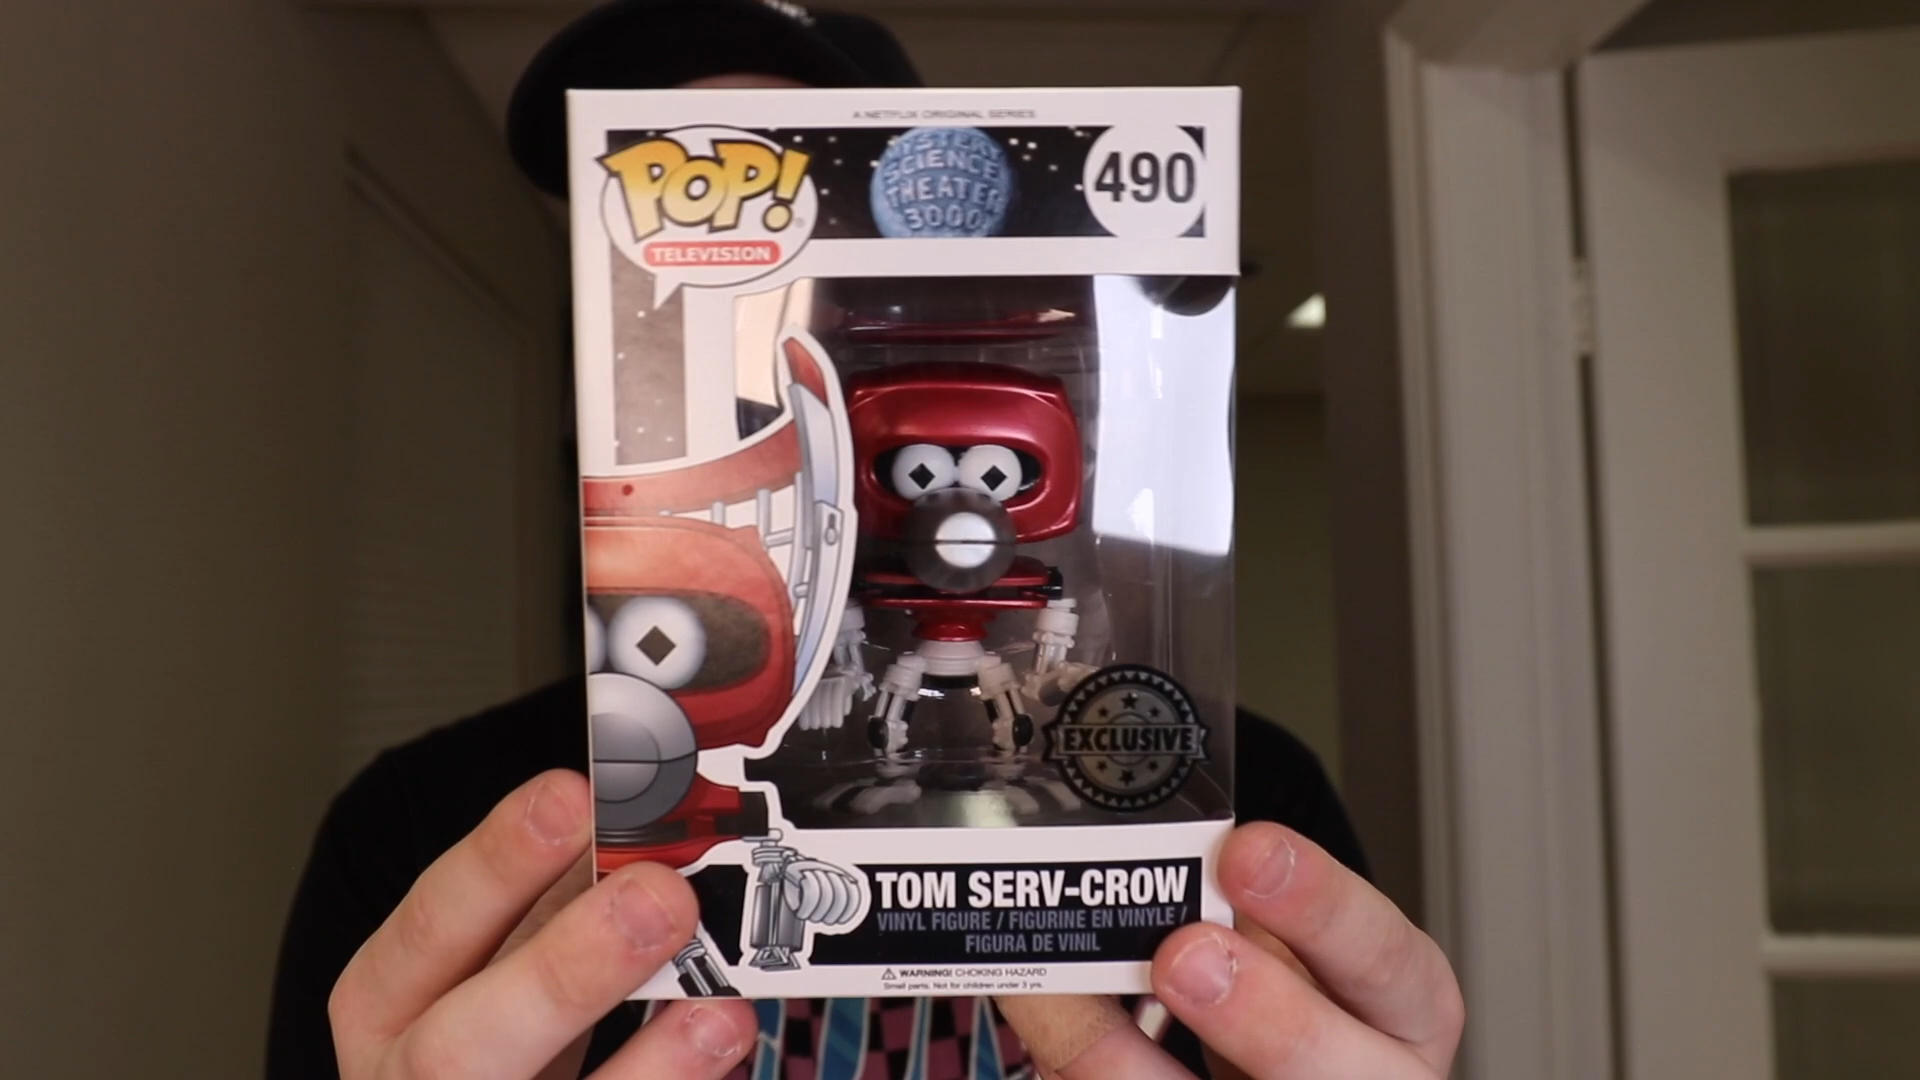 A NETFLIX ORIGINAL SERIES
POP!
TELEVISION
MYSTERY
SCIENCE
THEATER
3000
490
EXCLUSIVE
TOM SERV-CROW
VINYL FIGURE / FIGURINE EN VINYLE /
FIGURA DE VINIL
WARNING! CHOKING HAZARD
Small parts. Not for children under 3 yrs.